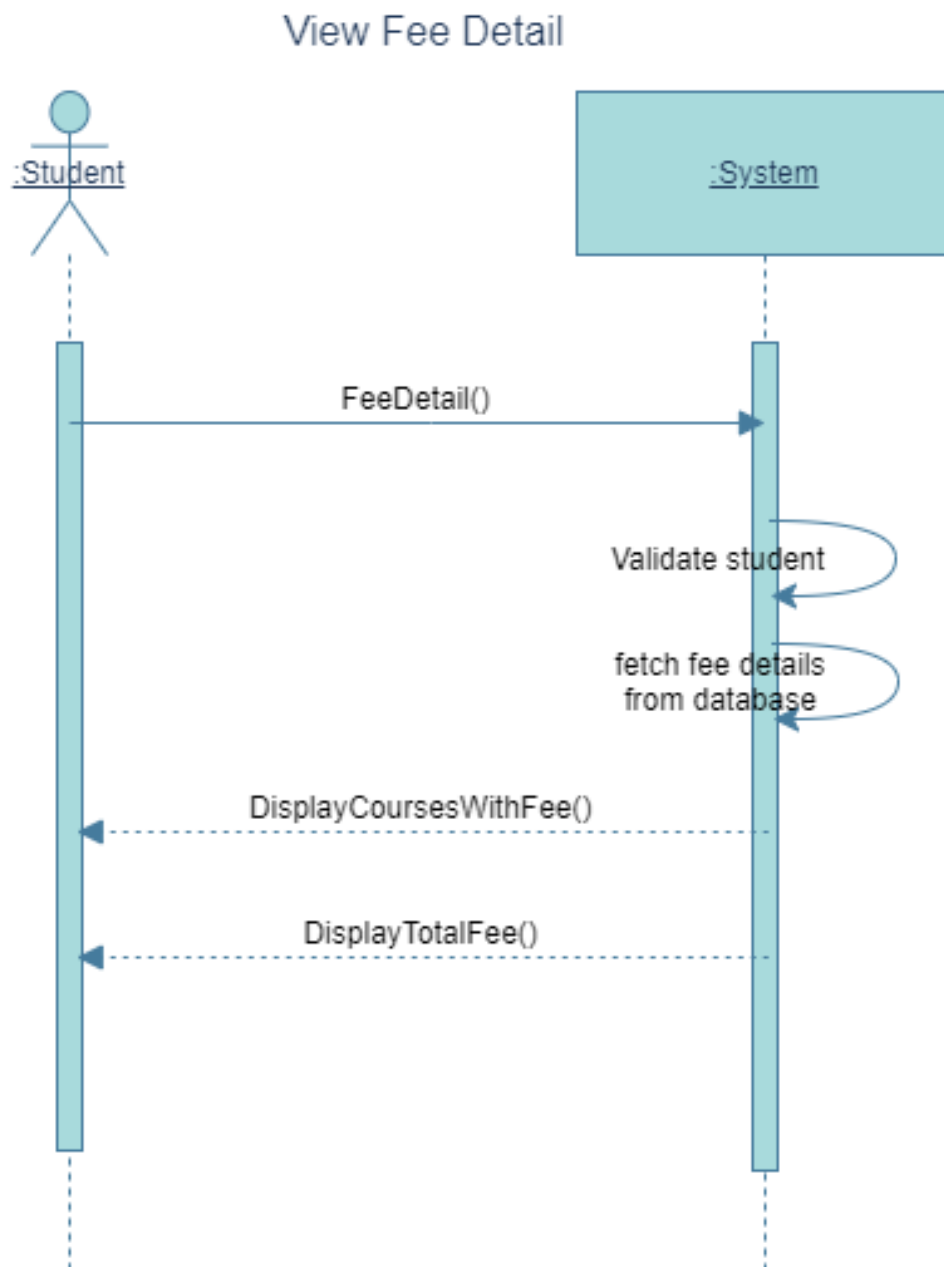 View Fee Detail
:Student
:System
FeeDetail()
Validate student
fetch fee details
from database
DisplayCoursesWithFee()
DisplayTotalFee()